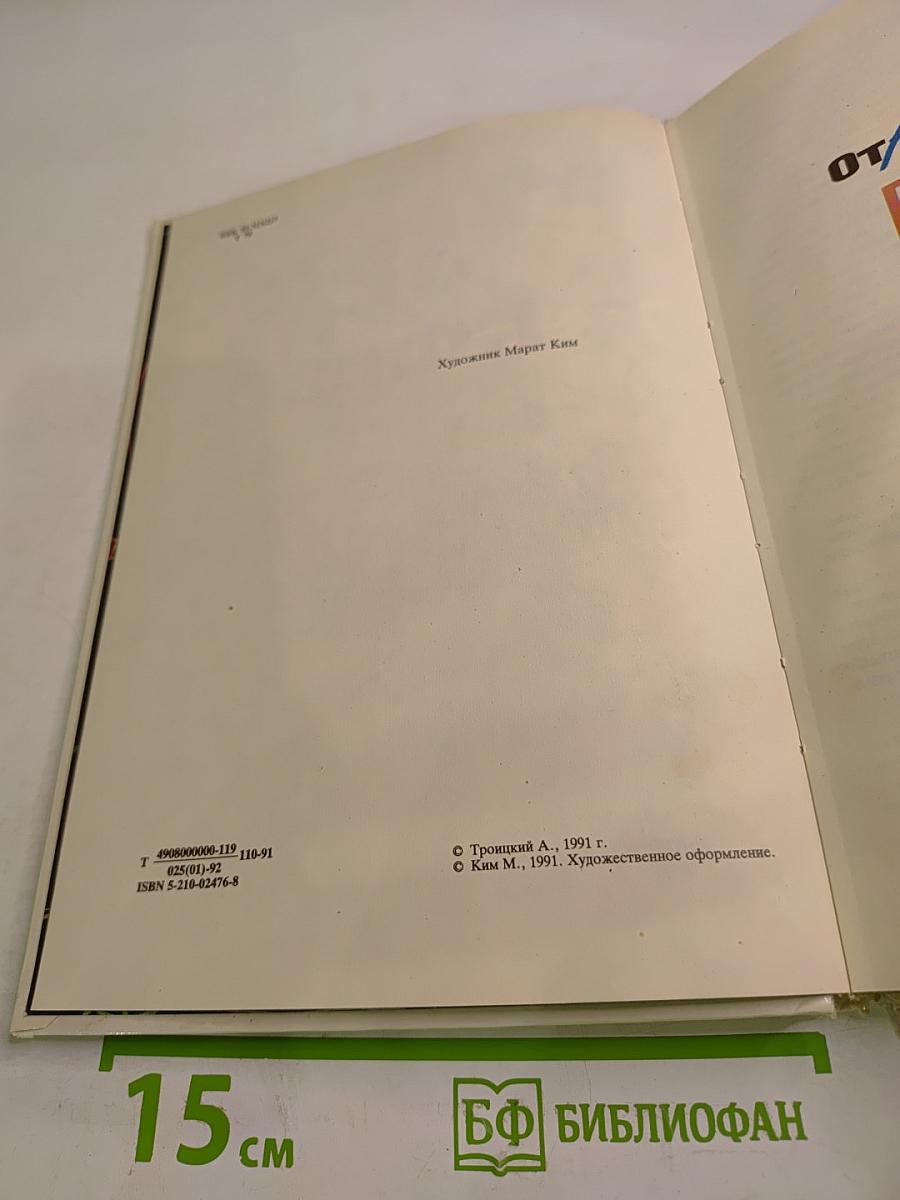 От
Художник Марат Ким
Т 4908000000-119 110-91
025(01)-92
ISBN 5-210-02476-8
© Троицкий А., 1991 г.
© Ким М., 1991. Художественное оформление.
15 см
БФ БИБЛИОФАН